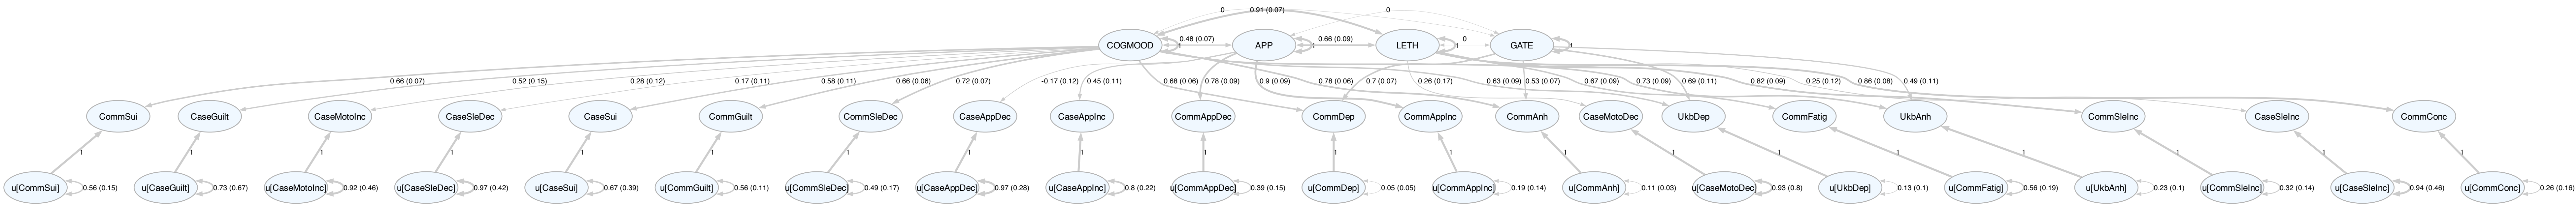 0 0.91 (0.07) 0
COGMOOD 1 0.48 (0.07) APP 1 0.66 (0.09) LETH 1 0 GATE 1
0.66 (0.07) 0.52 (0.15) 0.28 (0.12) 0.17 (0.11) 0.58 (0.11) 0.66 (0.06) 0.72 (0.07) -0.17 (0.12) 0.45 (0.11) 0.68 (0.06) 0.78 (0.09) 0.9 (0.09) 0.78 (0.06) 0.7 (0.07) 0.26 (0.17) 0.63 (0.09) 0.53 (0.07) 0.67 (0.09) 0.69 (0.11) 0.73 (0.09) 0.82 (0.09) 0.25 (0.12) 0.86 (0.08) 0.49 (0.11)
CommSui CaseGuilt CaseMotoInc CaseSleDec CaseSui CommGuilt CommSleDec CaseAppDec CaseAppInc CommAppDec CommDep CommAppInc CommAnh CaseMotoDec UkbDep CommFatig UkbAnh CommSleInc CaseSleInc CommConc
1 1 1 1 1 1 1 1 1 1 1 1 1 1 1 1 1 1 1 1
u[CommSui] 0.56 (0.15) u[CaseGuilt] 0.73 (0.67) u[CaseMotoInc] 0.92 (0.46) u[CaseSleDec] 0.97 (0.42) u[CaseSui] 0.67 (0.39) u[CommGuilt] 0.56 (0.11) u[CommSleDec] 0.49 (0.17) u[CaseAppDec] 0.97 (0.28) u[CaseAppInc] 0.8 (0.22) u[CommAppDec] 0.39 (0.15) u[CommDep] 0.05 (0.05) u[CommAppInc] 0.19 (0.14) u[CommAnh] 0.11 (0.03) u[CaseMotoDec] 0.93 (0.8) u[UkbDep] 0.13 (0.1) u[CommFatig] 0.56 (0.19) u[UkbAnh] 0.23 (0.1) u[CommSleInc] 0.32 (0.14) u[CaseSleInc] 0.94 (0.46) u[CommConc] 0.26 (0.16)